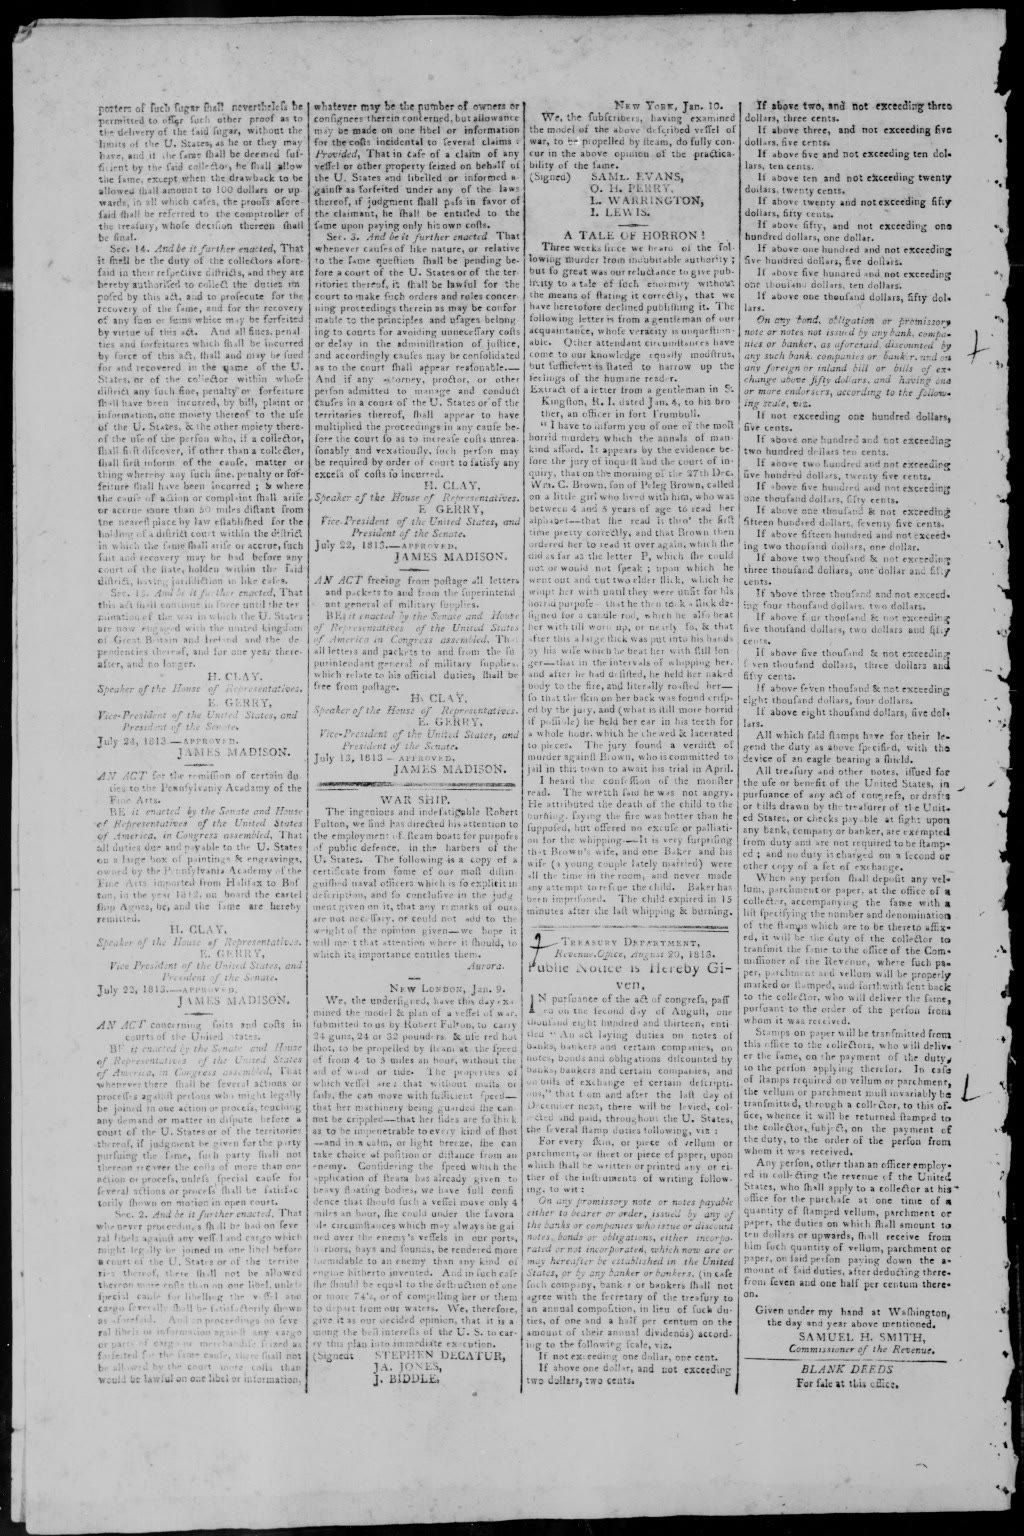 porters of such sugar shall nevertheless be
permitted to offer such other proof as to
the delivery of the said sugar, without the
limits of the U. States, as he or they may
have, and if the same shall be deemed suf-
ficient by the said collector, he shall allow
the same, except when the drawback to be
allowed shall amount to 100 dollars or up
wards, in all which cases, the proofs afore-
said shall be referred to the comptroller of
the treasury, whose decision thereon shall
be final.
Sec. 14. And be it further enacted, That
it shall be the duty of the collectors afore-
said in their respective districts, and they are
hereby authorised to collect the duties im
posed by this act, and to prosecute for the
recovery of the same, and for the recovery
of any sum or sums which may be forfeited
by virtue of this act. And all fines, penal
ties and forfeitures which shall be incurred
by force of this act, shall and may be sued
for and recovered in the name of the U.
States, or of the collector within whose
district any such fine, penalty or forfeiture
shall have been incurred, by bill, plaint or
information, one moiety thereof to the use
of the U. States, & the other moiety there-
of the use of the person who, if a collector,
shall first discover, if other than a collector,
shall first inform of the cause, matter or
thing whereby any such fine, penalty or for-
feiture shall have been incurred ; & where
the cause of action or complaint shall arise
or accrue more than 50 miles distant from
the nearest place by law established for the
holding of a district court within the district
in which the same shall arise or accrue, such
suit and recovery may be had before any
court of the state, holden within the said
district, having jurisdiction in like cases.
Sec. 15. And be it further enacted, That
this act shall continue in force until the ter-
mination of the war in which the U. States
are now engaged with the united kingdom
of Great Britain and Ireland and the de-
pendencies thereof, and for one year there-
after, and no longer.
H. CLAY,
Speaker of the House of Representatives.
E. GERRY,
Vice-President of the United States, and
President of the Senate.
July 24, 1813.—APPROVED.
JAMES MADISON.
AN ACT for the remission of certain du
ties to the Pennsylvania Academy of the
Fine Arts.
BE it enacted by the Senate and House
of Representatives of the United States
of America, in Congress assembled, That
all duties due and payable to the U. States
on a large box of paintings & engravings,
owned by the Pennsylvania Academy of the
Fine Arts imported from Halifax to Bos
ton, in the year 1812, on board the cartel
ship Agnes, be, and the same are hereby
remitted.
H. CLAY,
Speaker of the House of Representatives.
E. GERRY,
Vice President of the United States, and
President of the Senate.
July 23, 1813.—APPROVED.
JAMES MADISON.
AN ACT concerning suits and costs in
courts of the United States.
BE it enacted by the Senate and House
of Representatives of the United States
of America, in Congress assembled, That
whenever there shall be several actions or
processes against persons who might legally
be joined in one action or process, touching
any demand or matter in dispute before a
court of the U. States or of the territories
thereof, if judgment be given for the party
pursuing the same, such party shall not
thereon recover the costs of more than one
action or process, unless special cause for
several actions or process shall be satisfac
torily shown on motion in open court.
Sec. 2. And be it further enacted, That
whenever proceedings shall be had on seve
ral libels against any vessel and cargo which
might legally be joined in one libel before
a court of the U. States or of the territo
ries thereof, there shall not be allowed
thereon more costs than on one libel, unless
special cause for libelling the vessel and
cargo severally shall be satisfactorily shown
as aforesaid. And on proceedings on seve
ral libels or information against any cargo
or parts of cargo or merchandise seized as
forfeited for the same cause, there shall not
be allowed by the court more costs than
would be lawful on one libel or information,
whatever may be the number of owners or
consignees therein concerned, but allowance
may be made on one libel or information
for the costs incidental to several claims :
Provided, That in case of a claim of any
vessel or other property seized on behalf of
the U. States and libelled or informed a-
gainst as forfeited under any of the laws
thereof, if judgment shall pass in favor of
the claimant, he shall be entitled to the
same upon paying only his own costs.
Sec. 3. And be it further enacted That
whenever causes of like nature, or relative
to the same question shall be pending be-
fore a court of the U. States or of the ter-
ritories thereof, it shall be lawful for the
court to make such orders and rules concer
ning proceedings therein as may be confor
mable to the principles and usages belong
ing to courts for avoiding unnecessary costs
or delay in the administration of justice,
and accordingly causes may be consolidated
as to the court shall appear reasonable.—
And if any attorney, proctor, or other
person admitted to manage and conduct
causes in a court of the U. States or of the
territories thereof, shall appear to have
multiplied the proceedings in any cause be-
fore the court so as to increase costs unrea-
sonably and vexatiously, such person may
be required by order of court to satisfy any
excess of costs so incurred.
H. CLAY,
Speaker of the House of Representatives.
E GERRY,
Vice-President of the United States, and
President of the Senate.
July 22, 1813.—APPROVED.
JAMES MADISON.
AN ACT freeing from postage all letters
and packets to and from the superintend
ant general of military supplies.
BE it enacted by the Senate and House
of Representatives of the United States
of America in Congress assembled, That
all letters and packets to and from the su
purintendant general of military supplies,
which relate to his official duties, shall be
free from postage.
H. CLAY,
Speaker of the House of Representatives.
E. GERRY,
Vice-President of the United States, and
President of the Senate.
July 13, 1813 – APPROVED,
JAMES MADISON.
WAR SHIP.
The ingenious and indefatigable Robert
Fulton, we find has directed his attention to
the employment of steam boats for purposes
of public defence, in the harbors of the
U. States. The following is a copy of a
certificate from some of our most distin
guished naval officers which is so explicit in
description, and so conclusive in the judg
ment given on it, that any remarks of ours
are not necessary, or could not add to the
weight of the opinion given—we hope it
will meet that attention where it should, to
which its importance entitles them.
Aurora.
NEW LONDON, Jan. 9.
We, the undersigned, have this day exa
mined the model & plan of a vessel of war,
submitted to us by Robert Fulton, to carry
24 guns, 24 or 32 pounders, & use red hot
shot, to be propelled by steam at the speed
of from 4 to 5 miles an hour, without the
aid of wind or tide. The properties of
which vessel are: that without masts or
sails, she can move with sufficient speed—
that her machinery being guarded she can
not be crippled—that her sides are so thick
as to be impenetrable to every kind of shot
—and in a calm, or light breeze, she can
take choice of position or distance from an
enemy. Considering the speed which the
application of steam has already given to
heavy floating bodies, we have full confi
dence that should such a vessel move only 4
miles an hour, she could under the favora
ble circumstances which may always be gai
ned over the enemy's vessels in our ports,
harbors, bays and sounds, be rendered more
formidable to an enemy than any kind of
engine hitherto invented. And in such case
she should be equal to the destruction of one
or more 74's, or of compelling her or them
to depart from our waters. We, therefore,
give it as our decided opinion, that it is a
mong the best interests of the U. S. to car-
ry this plan into immediate execution.
(Signed) STEPHEN DECATUR,
JA. JONES,
J. BIDDLE.
NEW YORK, Jan. 10.
We, the subscribers, having examined
the model of the above described vessel of
war, to be propelled by steam, do fully con-
cur in the above opinion of the practica-
bility of the same.
(Signed) SAML. EVANS,
O. H. PERRY,
L. WARRINGTON,
I. LEWIS.
A TALE OF HORROR!
Three weeks since we heard of the fol-
lowing murder from indubitable authority ;
but so great was our reluctance to give pub-
licity to a tale of such enormity without
the means of stating it correctly, that we
have heretofore declined publishing it. The
following letter is from a gentleman of our
acquaintance, whose veracity is unquestion-
able. Other attendant circumstances have
come to our knowledge equally monstrous,
but sufficient is stated to harrow up the
feelings of the humane reader.
Extract of a letter from a gentleman in S.
Kingston, R. I. dated Jan. 4, to his bro-
ther, an officer in fort Trumbull.
" I have to inform you of one of the most
horrid murders which the annals of man-
kind afford. It appears by the evidence be-
fore the jury of inquest and the court of in-
quiry, that on the morning of the 27th Dec.
Wm. C. Brown, son of Peleg Brown, called
on a little girl who lived with him, who was
between 4 and 5 years of age to read her
alphabet—that she read it thro' the first
time pretty correctly, and that Brown then
ordered her to read it over again, which she
did as far as the letter P, which she could
not or would not speak ; upon which he
went out and cut two elder stick, which he
whipt her with until they were unfit for his
horrid purpose—that he then took a stick de-
signed for a candle rod, which he also beat
her with till worn up, or nearly so, & that
after this a large stick was put into his hands
by his wife which he beat her with still lon-
ger—that in the intervals of whipping her,
and after he had desisted, he held her naked
body to the fire, and literally roasted her—
so that the skin on her back was found crisp-
ed by the jury, and (what is still more horrid
if possible) he held her ear in his teeth for
a whole hour, which he chewed & lacerated
to pieces. The jury found a verdict of
murder against Brown, who is committed to
jail in this town to await his trial in April.
I heard the confession of the monster
read. The wretch said he was not angry.
He attributed the death of the child to the
burning, saying the fire was hotter than he
supposed, but offered no excuse or palliati-
on for the whipping—It is very surprising
that Brown's wife, and one Baker and his
wife (a young couple lately married) were
all the time in the room, and never made
any attempt to rescue the child. Baker has
been imprisoned. The child expired in 15
minutes after the last whipping & burning.
TREASURY DEPARTMENT,
Revenue Office, August 20, 1813.
Public Notice is Hereby Gi-
ven,
IN pursuance of the act of congress, pass
ed on the second day of August, one
thousand eight hundred and thirteen, enti
tled " An act laying duties on notes of
banks, bankers and certain companies, on
notes, bonds and obligations discounted by
banks, bankers and certain companies, and
on bills of exchange of certain descripti-
ons," that from and after the last day of
December next, there will be levied, col-
lected and paid, throughout the U. States,
the several stamp duties following, viz :
For every skin, or piece of vellum or
parchment, or sheet or piece of paper, upon
which shall be written or printed any or ei-
ther of the instruments of writing follow-
ing, to wit :
On any promissory note or notes payable
either to bearer or order, issued by any of
the banks or companies who issue or discount
notes, bonds or obligations, either incorpo-
rated or not incorporated, which now are or
may hereafter be established in the United
States, or by any banker or bankers, (in case
such company, bank or bankers shall not
agree with the secretary of the treasury to
an annual composition, in lieu of such du-
ties, of one and a half per centum on the
amount of their annual dividends) accord-
ing to the following scale, viz.
If not exceeding one dollar, one cent.
If above one dollar, and not exceeding
two dollars, two cents.
If above two, and not exceeding three
dollars, three cents.
If above three, and not exceeding five
dollars, five cents.
If above five and not exceeding ten dol-
lars, ten cents.
If above ten and not exceeding twenty
dollars, twenty cents.
If above twenty and not exceeding fifty
dollars, fifty cents.
If above fifty, and not exceeding one
hundred dollars, one dollar.
If above one hundred and not exceeding
five hundred dollars, five dollars.
If above five hundred and not exceeding
one thousand dollars, ten dollars.
If above one thousand dollars, fifty dol-
lars.
On any bond, obligation or promissory
note or notes not issued by any bank, compa-
nies or banker, as aforesaid, discounted by
any such bank, companies or banker, and on
any foreign or inland bill or bills of ex-
change above fifty dollars, and having one
or more endorsers, according to the follow-
ing scale, viz.
If not exceeding one hundred dollars,
five cents.
If above one hundred and not exceeding
two hundred dollars ten cents.
If above two hundred and not exceeding
five hundred dollars, twenty five cents.
If above five hundred and not exceeding
one thousand dollars, fifty cents.
If above one thousand & not exceeding
fifteen hundred dollars, seventy five cents.
If above fifteen hundred and not exceed-
ing two thousand dollars, one dollar.
If above two thousand & not exceeding
three thousand dollars, one dollar and fifty
cents.
If above three thousand and not exceed-
ing four thousand dollars, two dollars.
If above four thousand & not exceeding
five thousand dollars, two dollars and fifty
cents.
If above five thousand & not exceeding
seven thousand dollars, three dollars and
fifty cents.
If above seven thousand & not exceeding
eight thousand dollars, four dollars.
If above eight thousand dollars, five dol-
lars.
All which said stamps have for their le-
gend the duty as above specified, with the
device of an eagle bearing a shield.
All treasury and other notes, issued for
the use or benefit of the United States, in
pursuance of any act of congress, or drafts
or bills drawn by the treasurer of the Unit-
ed States, or checks payable at sight upon
any bank, company or banker, are exempted
from duty and are not required to be stamp-
ed ; and no duty is charged on a second or
other copy of a set of exchange.
When any person shall deposit any vel-
lum, parchment or paper, at the office of a
collector, accompanying the same with a
list specifying the number and denomination
of the stamps which are to be thereto affix-
ed, it will be the duty of the collector to
transmit the same to the office of the Com-
missioner of the Revenue, where such pa-
per, parchment and vellum will be properly
marked or stamped, and forthwith sent back
to the collector, who will deliver the same,
pursuant to the order of the person from
whom it was received.
Stamps on paper will be transmitted from
this office to the collectors, who will deliv-
er the same, on the payment of the duty,
to the person applying therefor. In case
of stamps required on vellum or parchment,
the vellum or parchment must invariably be
transmitted, through a collector, to this of-
fice, whence it will be returned stamped to
the collector, subject, on the payment of
the duty, to the order of the person from
whom it was received.
Any person, other than an officer employ-
ed in collecting the revenue of the United
States, who shall apply to a collector at his
office for the purchase at one time of a
quantity of stamped vellum, parchment or
paper, the duties on which shall amount to
ten dollars or upwards, shall receive from
him such quantity of vellum, parchment or
paper, on said person paying down the a-
mount of said duties, after deducting there-
from seven and one half per centum there-
on.
Given under my hand at Washington,
the day and year above mentioned.
SAMUEL H. SMITH,
Commissioner of the Revenue.
BLANK DEEDS
For sale at this office.